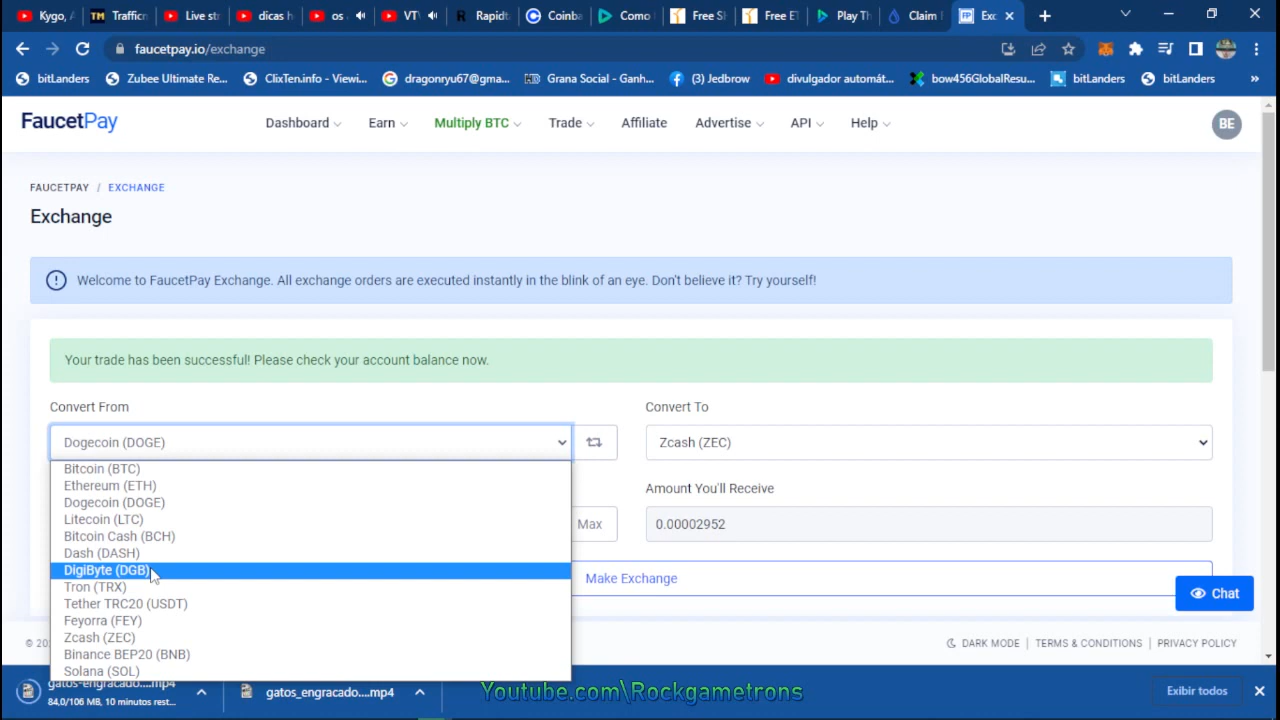 Kygo,
Traffic
Live str
dicas h
os
VT
Rapidt
Coinba
Como
Free S
Free E
Play Th
Claim
Exc
faucetpay.io/exchange
bitLanders
Zubee Ultimate Re...
ClixTen.info - Viewi...
dragonryu67@gma...
Grana Social - Ganh...
(3) Jedbrow
divulgador automát...
bow456GlobalResu...
bitLanders
bitLanders
»
FaucetPay
Dashboard
Earn
Multiply BTC
Trade
Affiliate
Advertise
API
Help
BE
FAUCETPAY / EXCHANGE
Exchange
Welcome to FaucetPay Exchange. All exchange orders are executed instantly in the blink of an eye. Don't believe it? Try yourself!
Your trade has been successful! Please check your account balance now.
Convert From
Convert To
Dogecoin (DOGE)
Zcash (ZEC)
Bitcoin (BTC)
Ethereum (ETH)
Dogecoin (DOGE)
Litecoin (LTC)
Bitcoin Cash (BCH)
Dash (DASH)
DigiByte (DGB)
Tron (TRX)
Tether TRC20 (USDT)
Feyorra (FEY)
Zcash (ZEC)
Binance BEP20 (BNB)
Solana (SOL)
Amount You'll Receive
Max
0.00002952
Make Exchange
Chat
DARK MODE | TERMS & CONDITIONS | PRIVACY POLICY
gatos-engracado....mp4
84,0/106 MB, 10 minutos rest...
gatos_engracado....mp4
Youtube.com\Rockgametrons
Exibir todos